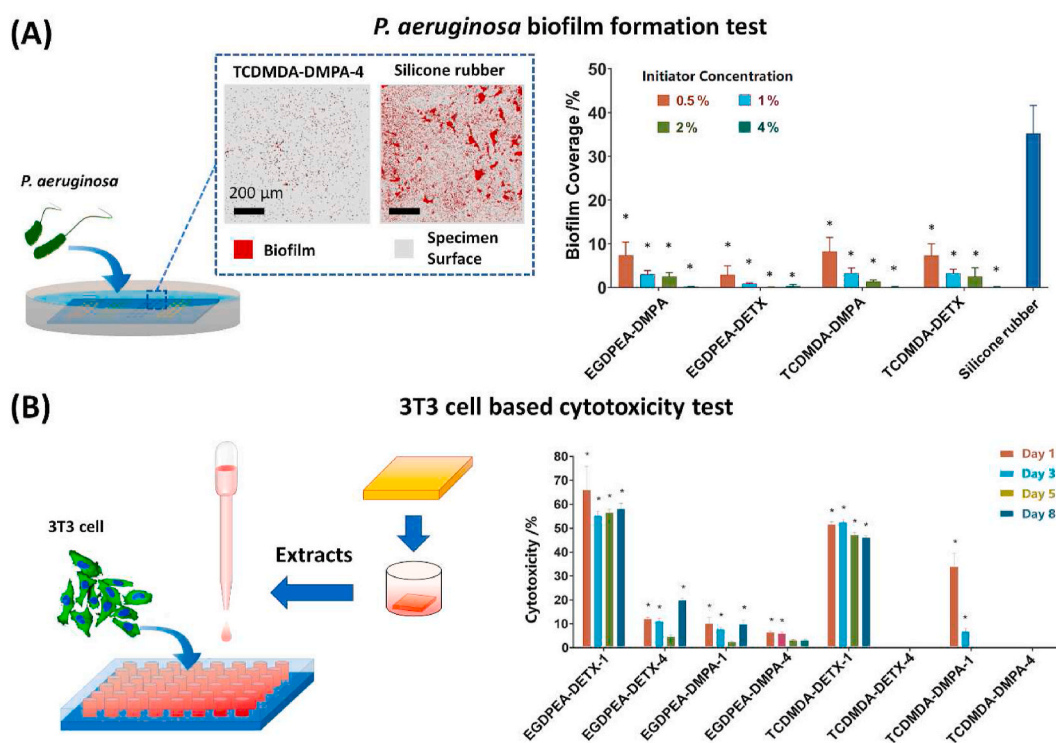 (A)
P. aeruginosa biofilm formation test
TCDMDA-DMPA-4
Silicone rubber
200 μm
P. aeruginosa
Biofilm
Specimen
Surface
Biofilm Coverage /%
50
40
30
20
10
0
Initiator Concentration
0.5 % 1 %
2 % 4 %
* * * * * * * * * * * * * * * *
EGDPEA-DMPA
EGDPEA-DETX
TCDMDA-DMPA
TCDMDA-DETX
Silicone rubber
(B)
3T3 cell based cytotoxicity test
3T3 cell
Extracts
Cytotoxicity /%
80
70
60
50
40
30
20
10
0
Day 1
Day 3
Day 5
Day 8
* * * * * * * * * * * * * * * * *
EGDPEA-DETX-1
EGDPEA-DETX-4
EGDPEA-DMPA-1
EGDPEA-DMPA-4
TCDMDA-DETX-1
TCDMDA-DETX-4
TCDMDA-DMPA-1
TCDMDA-DMPA-4